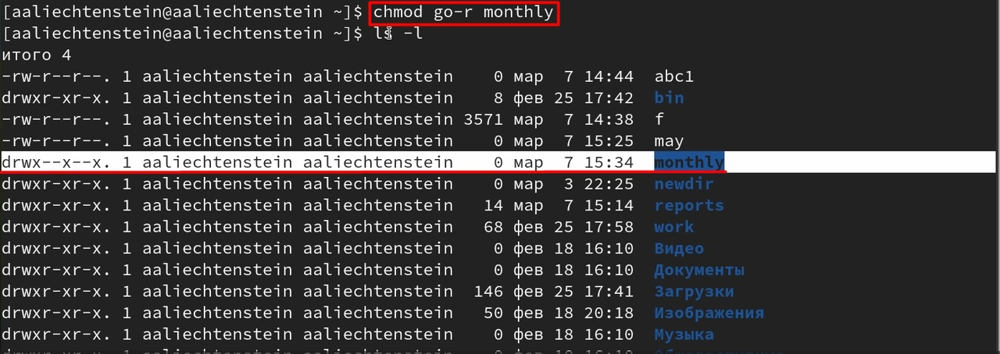 [aaliechtenstein@aaliechtenstein ~]$ chmod go-r monthly
[aaliechtenstein@aaliechtenstein ~]$ ls -l
итого 4
-rw-r--r--. 1 aaliechtenstein aaliechtenstein    0 мар  7 14:44  abc1
drwxr-xr-x. 1 aaliechtenstein aaliechtenstein    8 фев 25 17:42  bin
-rw-r--r--. 1 aaliechtenstein aaliechtenstein 3571 мар  7 14:38  f
-rw-r--r--. 1 aaliechtenstein aaliechtenstein    0 мар  7 15:25  may
drwx--x--x. 1 aaliechtenstein aaliechtenstein    0 мар  7 15:34  monthly
drwxr-xr-x. 1 aaliechtenstein aaliechtenstein    0 мар  3 22:25  newdir
drwxr-xr-x. 1 aaliechtenstein aaliechtenstein   14 мар  7 15:14  reports
drwxr-xr-x. 1 aaliechtenstein aaliechtenstein   68 фев 25 17:58  work
drwxr-xr-x. 1 aaliechtenstein aaliechtenstein    0 фев 18 16:10  Видео
drwxr-xr-x. 1 aaliechtenstein aaliechtenstein    0 фев 18 16:10  Документы
drwxr-xr-x. 1 aaliechtenstein aaliechtenstein  146 фев 25 17:41  Загрузки
drwxr-xr-x. 1 aaliechtenstein aaliechtenstein   50 фев 18 20:18  Изображения
drwxr-xr-x. 1 aaliechtenstein aaliechtenstein    0 фев 18 16:10  Музыка